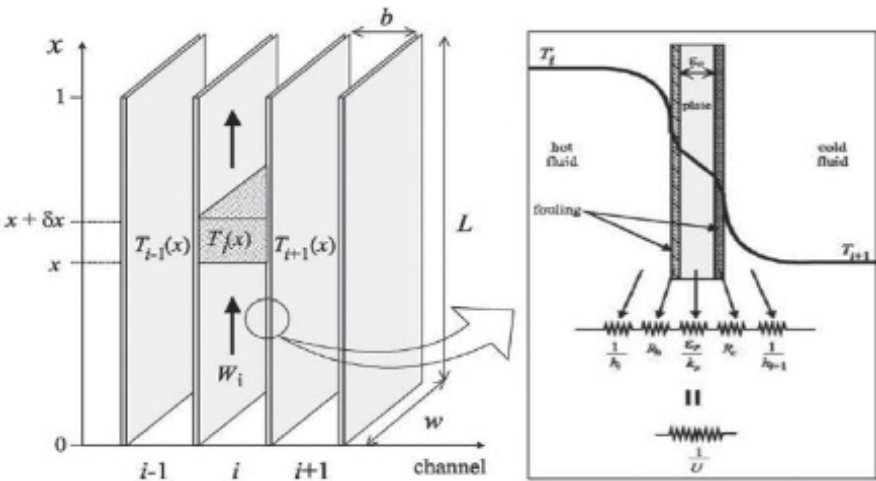 x
b
1
x + δx
x
0
T_{i-1}(x)
T_i(x)
T_{i+1}(x)
W_i
L
w
i-1
i
i+1
channel
T_i
plate
hot
fluid
cold
fluid
fouling
T_{i+1}
1/h_i
R_h
ε_p/k_p
R_c
1/h_{i+1}
=
1/U